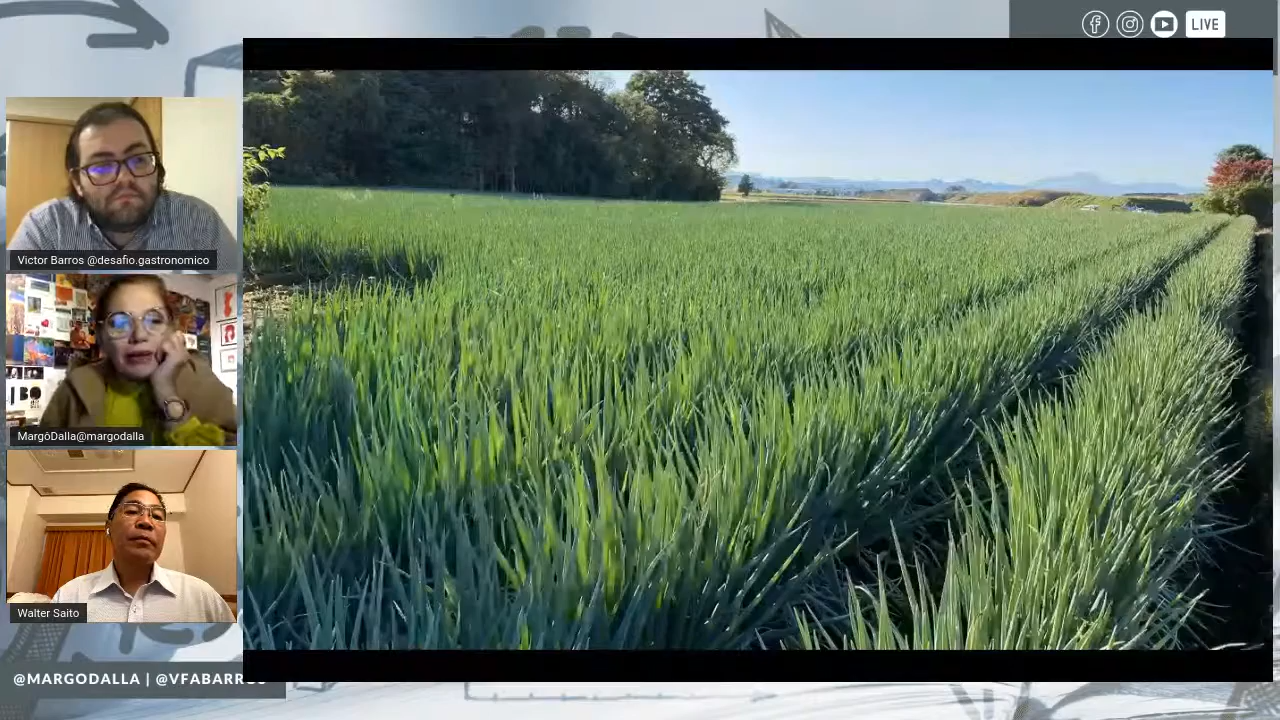 LIVE
Victor Barros @desafio.gastronomico
MargôDalla@margodalla
Walter Saito
@MARGODALLA | @VFABARROS